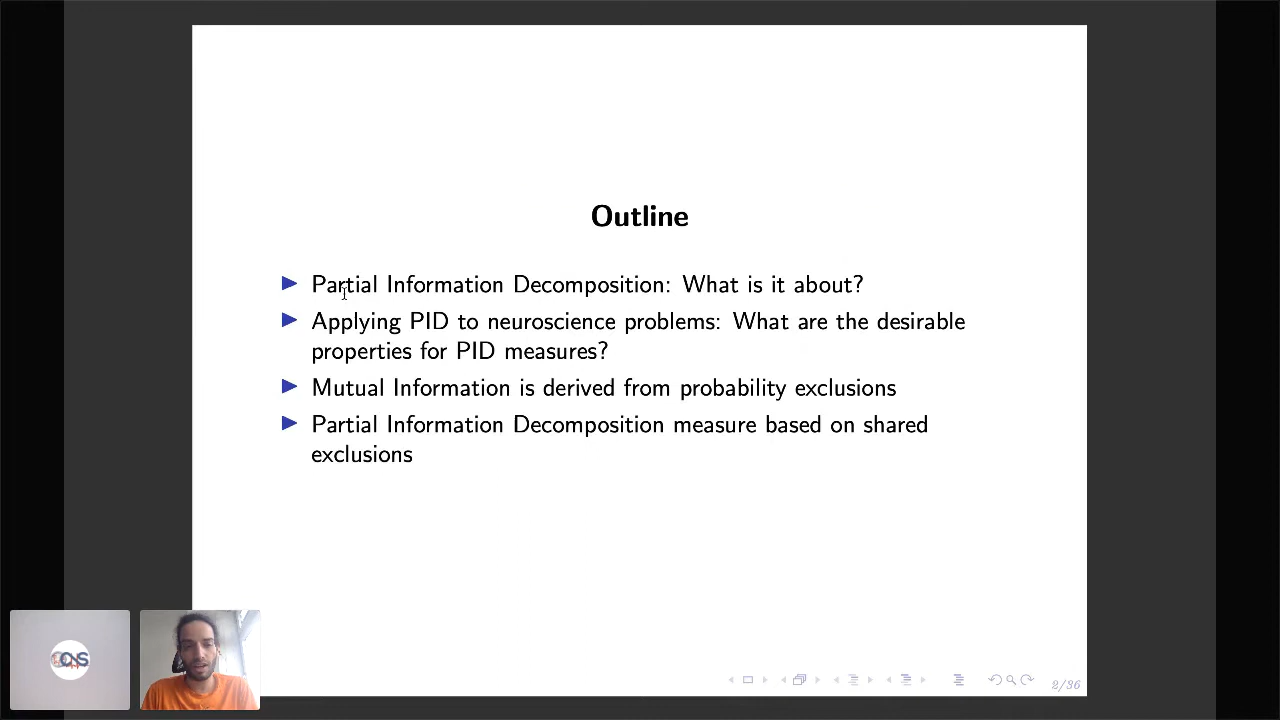 Outline
Partial Information Decomposition: What is it about?
Applying PID to neuroscience problems: What are the desirable
properties for PID measures?
Mutual Information is derived from probability exclusions
Partial Information Decomposition measure based on shared
exclusions
2/36